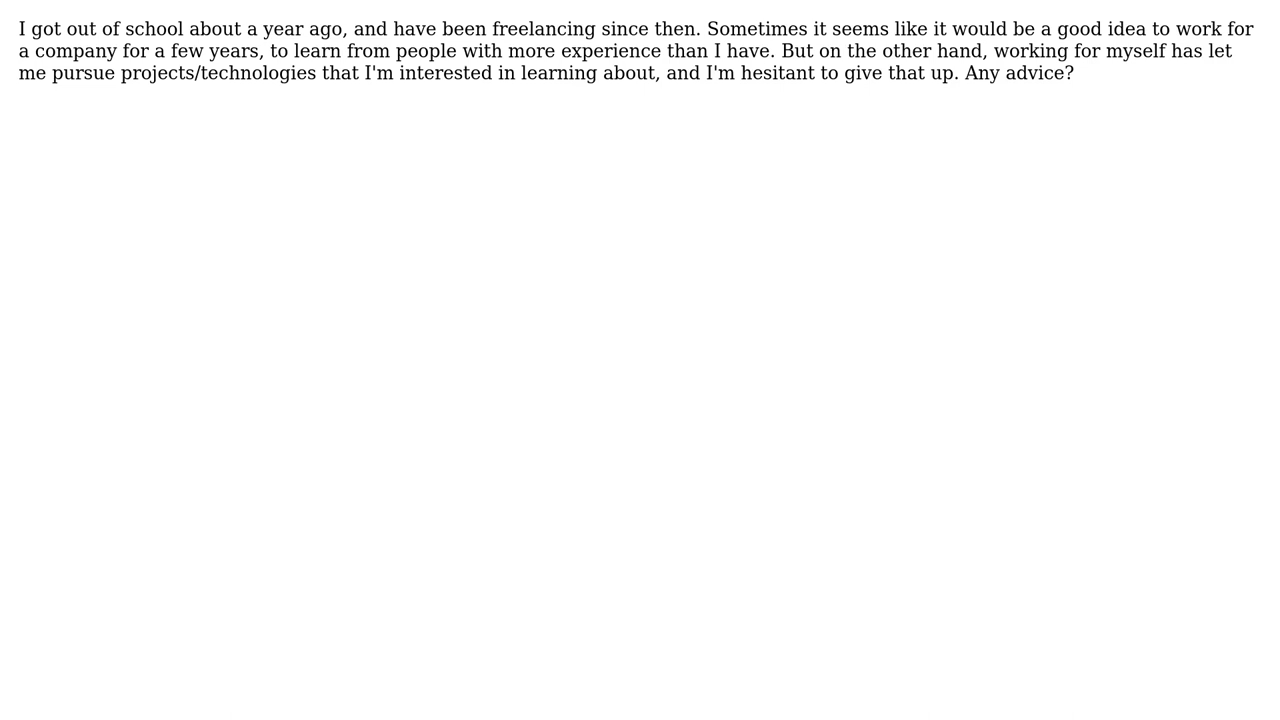 I got out of school about a year ago, and have been freelancing since then. Sometimes it seems like it would be a good idea to work for
a company for a few years, to learn from people with more experience than I have. But on the other hand, working for myself has let
me pursue projects/technologies that I'm interested in learning about, and I'm hesitant to give that up. Any advice?